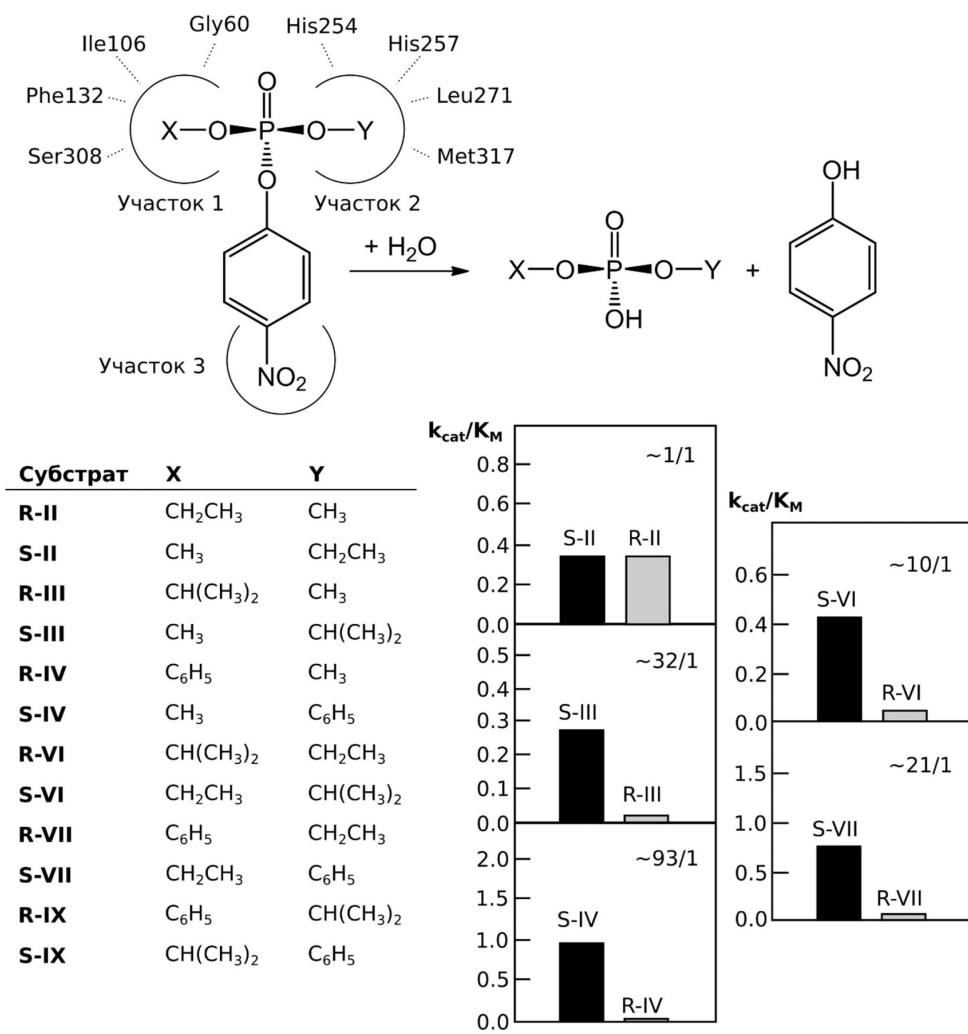 Gly60
His254
Ile106
His257
Phe132
Leu271
Ser308
Met317
O
X—O P O—Y
O
Участок 1
Участок 2
+ H₂O
Участок 3
NO₂
O
X—O P O—Y
OH
+
OH
NO₂
Субстрат X Y
R-II CH₂CH₃ CH₃
S-II CH₃ CH₂CH₃
R-III CH(CH₃)₂ CH₃
S-III CH₃ CH(CH₃)₂
R-IV C₆H₅ CH₃
S-IV CH₃ C₆H₅
R-VI CH(CH₃)₂ CH₂CH₃
S-VI CH₂CH₃ CH(CH₃)₂
R-VII C₆H₅ CH₂CH₃
S-VII CH₂CH₃ C₆H₅
R-IX C₆H₅ CH(CH₃)₂
S-IX CH(CH₃)₂ C₆H₅
k_cat/K_M
~1/1
0.8
0.6
0.4
0.2
0.0
S-II R-II
~32/1
0.5
0.4
0.3
0.2
0.1
0.0
S-III
R-III
~93/1
2.0
1.5
1.0
0.5
0.0
S-IV
R-IV
k_cat/K_M
~10/1
0.6
0.4
0.2
0.0
S-VI
R-VI
~21/1
1.5
1.0
0.5
0.0
S-VII
R-VII